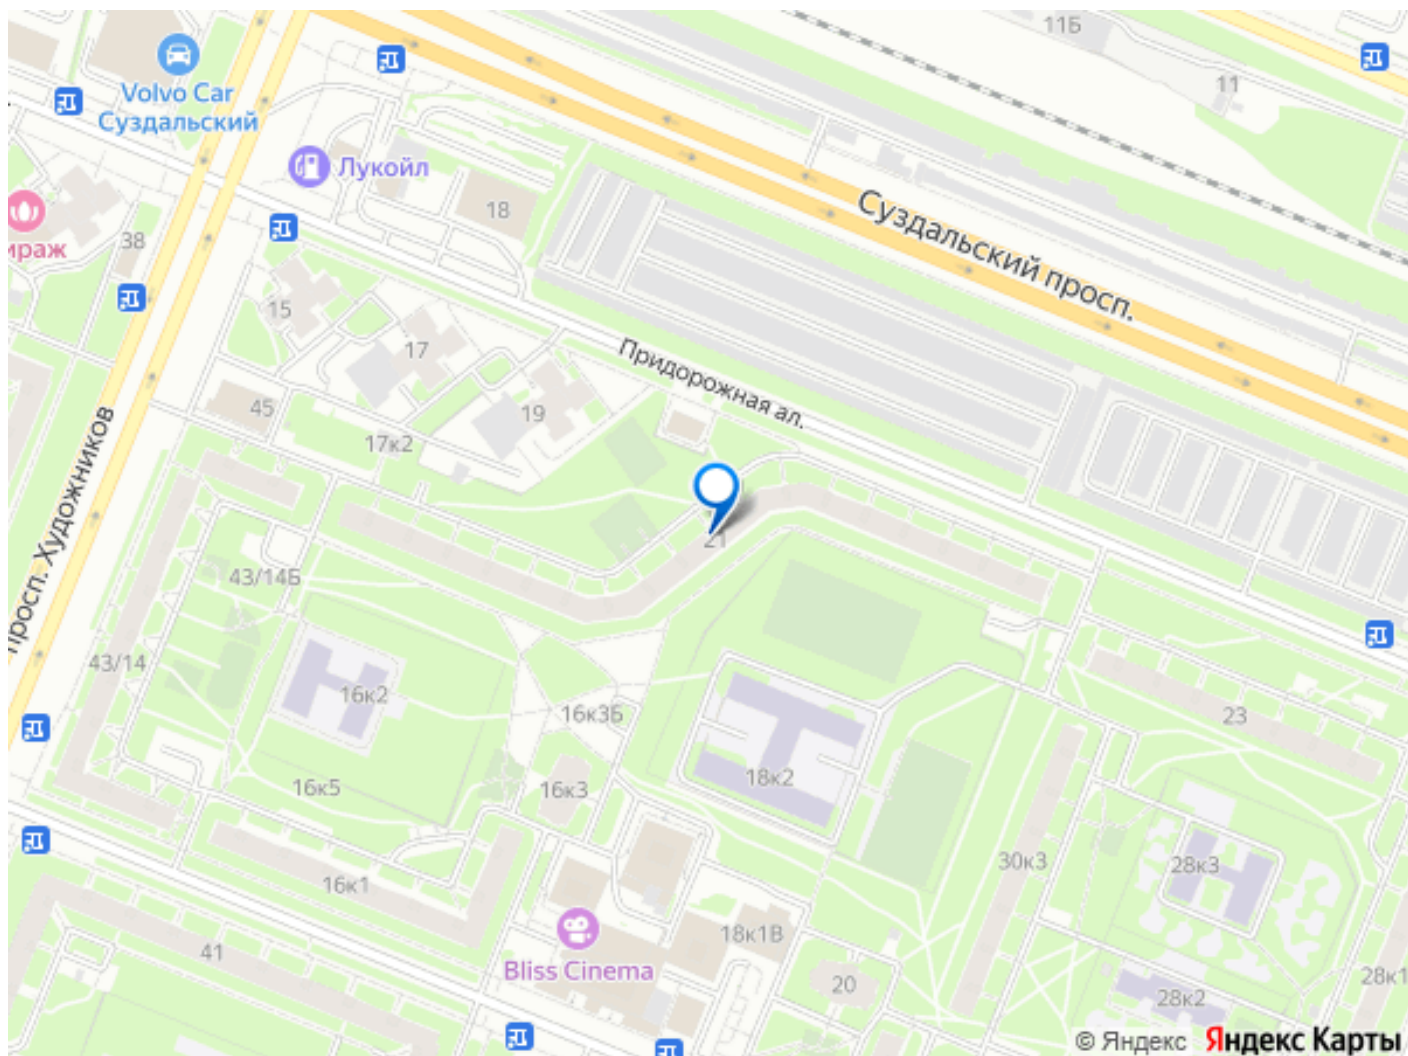 11Б
11
Volvo Car
Суздальский
Лукойл
18
Суздальский просп.
38
ираж
15
17
Придорожная ал.
19
45
17к2
просп. Художников
21
43/14Б
43/14
16к2
16к3Б
23
18к2
16к5
16к3
30к3
28к3
16к1
18к1В
41
Bliss Cinema
20
28к1
28к2
© Яндекс Яндекс Карты